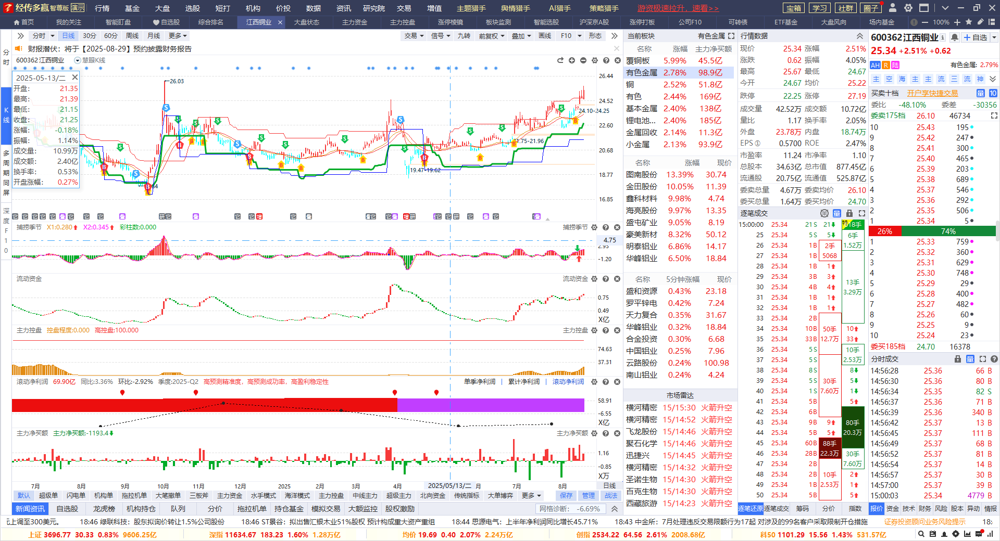 经传多赢 智尊版 演示 行情 基金 大盘 选股 短打 机构 价投 数据 资讯 研究院 交易 增值 主题猎手 舆情猎手 AI猎手 策略猎手 游资极速拉升，速看>> 宝箱 学习 社群 圈子
首页 我的关注 智能盯盘 自选股 综合排名 江西铜业 × 大盘状态 主力资金 主力控盘 涨停棱镜 板块监测 智能选股 沪深京A股 涨停打板 公司F10 可转债 ETF基金 大盘风向 场内基金 100%
分时 日线 30分 60分 周线 月线 更多 交易 信号 九转 前复权 叠加 画线 F10 形态
财报潜伏：将于【2025-08-29】预约披露财务报告
600362 江西铜业 慧眼K线
分时
K线
多周期同屏
深度F10
2025-05-13/二
开盘: 21.35
最高: 21.39
最低: 21.15
收盘: 21.25
涨幅: -0.18%
振幅: 1.14%
成交量: 10.99万
成交额: 2.40亿
换手率: 0.53%
开盘涨幅: 0.27%
26.03
24.10-24.25
21.75-21.96
19.47-19.62
26.44
24.52
22.60
20.68
18.77
16.85
捕捞季节 X1:0.280 X2:0.345 彩柱数:0.000 捕捞季节
4.75
2.95
-1.20
流动资金 流动资金
0.75
0.49
X亿
主力控盘 控盘程度:0.000 高控盘:100.000 主力控盘
74.63
37.31
滚动净利润 69.90亿 同比:3.36% 环比:-2.92% 季度:2025-Q2 高预测精准度，高预测成功率，高盈利稳定性 单季净利润 | 累计净利润 | 滚动净利润
58.91
-6.55
X亿
主力净买额 主力净买额:-1193.4 主力净买额
1.16
-0.85
X万
7月 8月 9月 10月 11月 12月 2025 2月 3月 4月 2025/05/13/二 月 7月 8月 日线
默认 超级单 闪电单 机构单 拖拉机单 大笔撤单 三板斧 主力资金 水手模式 海洋模式 主力控盘 中线主力 超级主力 北向资金 传统指标 大单博弈 更多 保存 管理 战法
新闻资讯 自选股 龙虎榜 机构持仓 队列 分价 拖拉机单 持仓基金 模拟交易 大额监控 股权激励 网格诊断: -6.69%
当前板块 有色金属
名称 涨幅 主力净买额
覆铜板 5.99% 45.5亿
有色金属 2.78% 98.9亿
铜 2.52% 51.8亿
有色 2.44% 169亿
基本金属 2.40% 138亿
锂电池... 2.40% 185亿
金属回收 2.14% 11.3亿
小金属 2.13% 93.9亿
名称 涨幅 现价
图南股份 13.39% 30.74
金田股份 10.05% 11.39
鑫科材料 9.98% 4.74
海亮股份 9.97% 13.35
盛屯矿业 9.05% 8.19
豪美新材 8.32% 50.12
明泰铝业 6.86% 14.17
华峰铝业 6.50% 18.84
名称 5分钟涨幅 现价
盛和资源 0.43% 23.18
罗平锌电 0.42% 7.24
天力复合 0.35% 31.67
华峰铝业 0.32% 18.84
合金投资 0.30% 6.68
中国铝业 0.25% 7.96
云路股份 0.24% 100.98
南山铝业 0.24% 4.24
市场雷达
横河精密 15/15:30 火箭升空
横河精密 15/14:52 火箭升空
飞龙股份 15/14:46 火箭升空
聚石化学 15/14:46 火箭升空
迅捷兴 15/14:45 火箭升空
横河精密 15/14:32 火箭升空
圣诺生物 15/14:30 火箭升空
百克生物 15/14:30 火箭升空
西藏旅游 15/14:23 火箭升空
行情数据
现价 25.34 涨幅 2.51%
涨跌 0.62 振幅 4.05%
最高 25.67 最低 24.67
今开 24.67 均价 25.22
跌停 22.25 涨停 27.19
成交量 42.52万 成交额 10.72亿
量比 1.17 换手率 2.05%
外盘 23.78万 内盘 18.74万
EPS① 0.5700 ROE 2.47%
市盈率 11.24 市净率 1.10
总股本 34.63亿 总市值 877.45亿
流通股 20.75亿 流通值 525.87亿
委卖总量 4.67万 委卖均价 26.10
委买总量 1.64万 委买均价 24.70
逐笔成交
15:00:00 25.34 21 S
25 25.34 5 S
26 25.34 1 B
27 25.34 1 B
28 25.34 1 B
29 25.34 3 B
30 25.34 4 B
31 25.34 1 B
32 25.34 1 B
33 25.34 2 B
34 25.34 10 B
35 25.34 33 B
36 25.34 5 S
37 25.34 5 S
38 25.34 8 S
39 25.34 5 S
40 25.34 1 S
41 25.34 5 B
42 25.34 6 B
43 25.34 9 B
44 25.34 5 B
45 25.34 60 B
46 25.34 28 B
47 25.34 2 B
48 25.34 2 B
49 25.34 1 B
50 25.34 5 B
21
5
2手
5068
1
3
4
1
1
50手
12.7万
30手
7.60万
9
5
88手
22.3万
10手
2.53万
特
18手
6手
1.52万
13手
3.29万
10
33
10手
2.53万
8
5
1
5
80手
20.3万
30手
7.60万
2
1
5
逐笔还原 逐笔成交 筹码 分价 指数
600362 江西铜业 自选
25.34 +2.51% +0.62
AH R 陆 有色金属: 2.79%
主 空 海 主 主 流 三 流 神
买卖十档 开户享快捷交易 量 10
委比 -48.10% 委差 -30356
委卖175档 26.10 46734
10 25.43 195
9 25.42 247
8 25.41 300
7 25.40 465
6 25.39 203
5 25.38 689
4 25.37 546
3 25.36 292
2 25.35 506
1 25.34 5
26% 74%
1 25.33 759
2 25.32 360
3 25.31 629
4 25.30 748
5 25.29 29
6 25.28 400
7 25.27 482
8 25.26 60
9 25.25 9
10 25.24 23
委买185档 24.70 16378
分时成交
14:56:28 25.36 66 B
14:56:30 25.36 80 B
14:56:34 25.35 82 S
14:56:37 25.36 71 B
14:56:39 25.36 340 B
14:56:42 25.37 13 B
14:56:45 25.37 111 B
14:56:49 25.37 68 B
14:56:52 25.37 81 B
14:56:54 25.37 14 B
14:56:57 25.37 30 B
14:57:00 25.37 39 B
15:00:03 25.34 4779 B
报价 资金 技术 财务 风险 股本 异动 情报
元上调至300美元。 18:46 绿联科技：股东拟询价转让1.5%公司股份 18:46 ST景谷：拟出售汇银木业51%股权 预计构成重大资产重组 18:44 思源电气：上半年净利润同比增长45.71% 18:43 中金所：7月处理违反交易限额行为17起 对涉及的99名客户采取限制开仓措施 证券投资顾问业务风险提示 18:
上证 3696.77 30.33 0.83% 9606.25亿 深指 11634.67 183.23 1.60% 1.28万亿 均价 19.69 0.40 2.07% 2.24万亿 创指 2534.22 64.56 2.61% 2008.68亿 科50 1101.29 15.56 1.43% 531.57亿